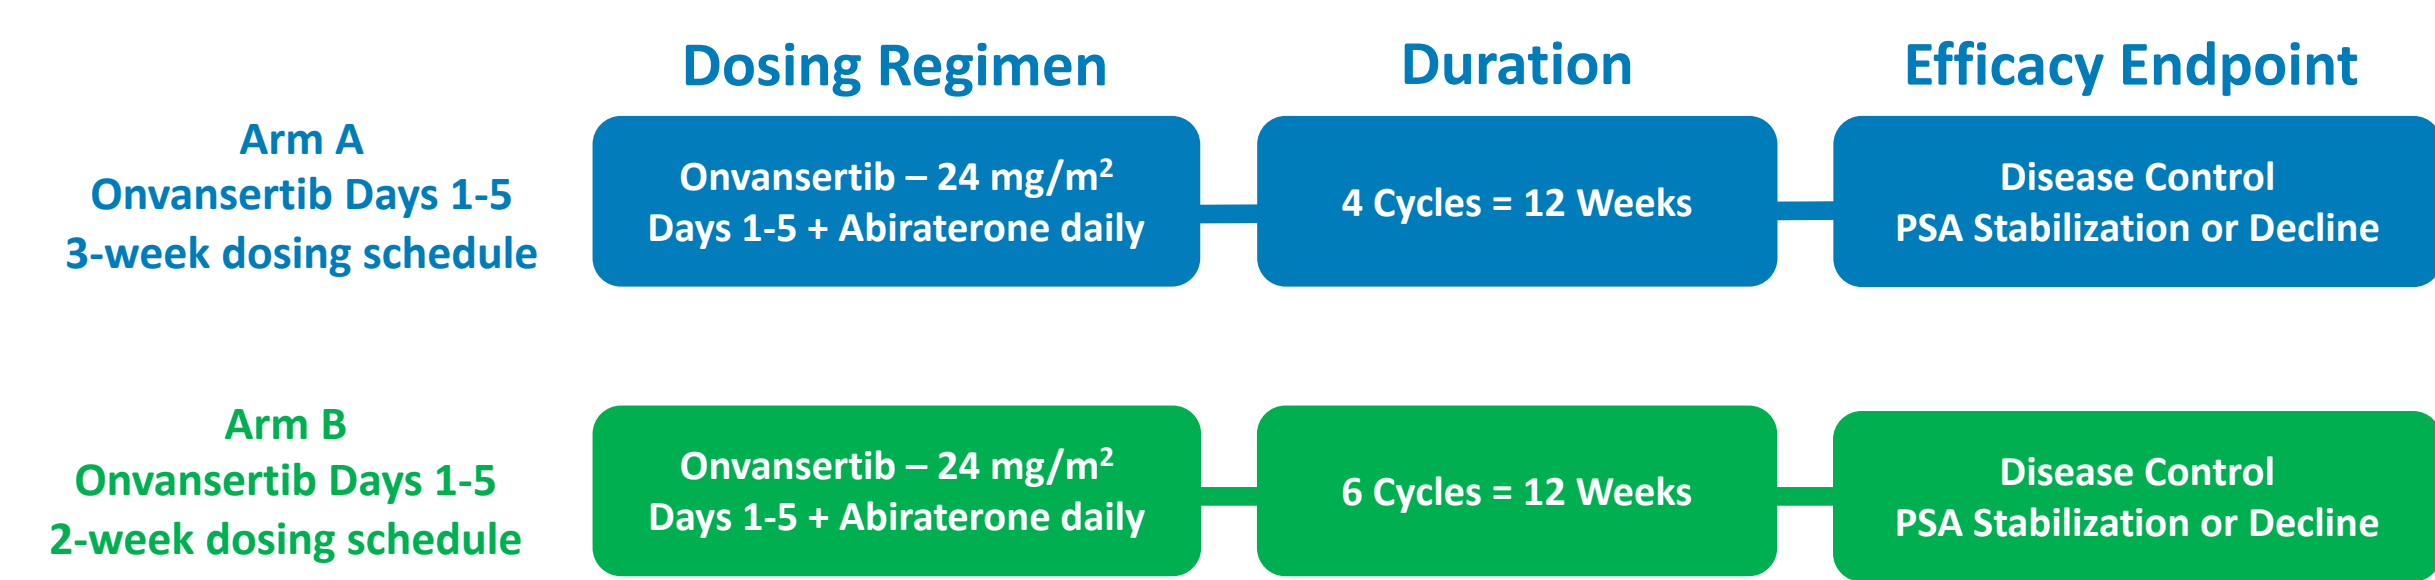 Dosing Regimen
Duration
Efficacy Endpoint
Arm A
Onvansertib Days 1-5
3-week dosing schedule
Onvansertib – 24 mg/m²
Days 1-5 + Abiraterone daily
4 Cycles = 12 Weeks
Disease Control
PSA Stabilization or Decline
Arm B
Onvansertib Days 1-5
2-week dosing schedule
Onvansertib – 24 mg/m²
Days 1-5 + Abiraterone daily
6 Cycles = 12 Weeks
Disease Control
PSA Stabilization or Decline